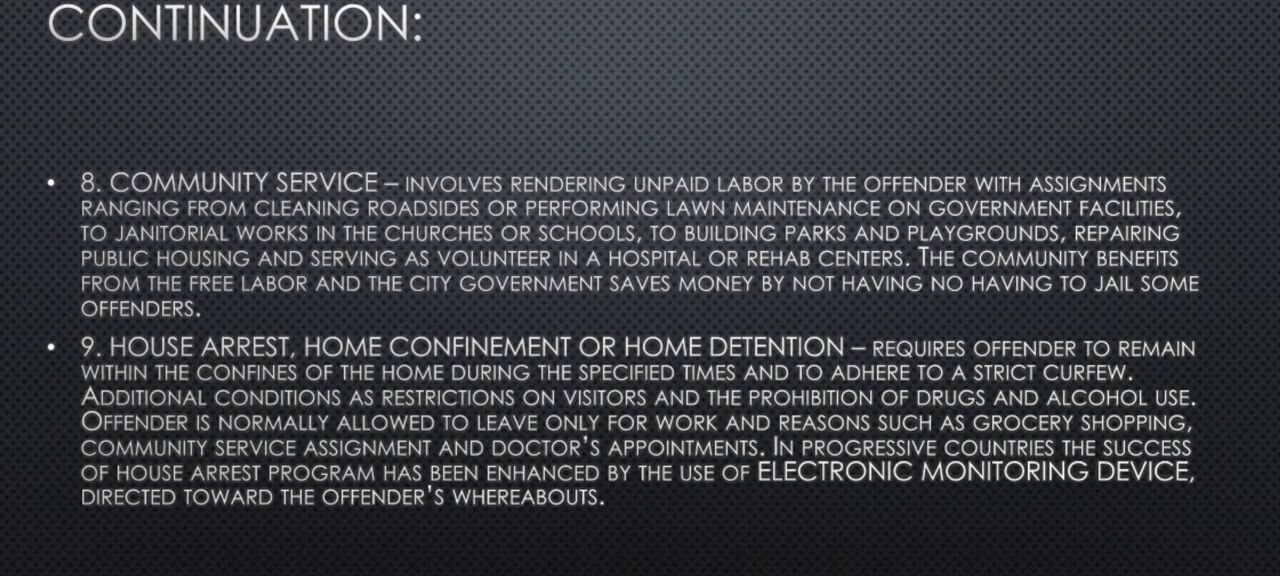 CONTINUATION:
• 8. COMMUNITY SERVICE – INVOLVES RENDERING UNPAID LABOR BY THE OFFENDER WITH ASSIGNMENTS
RANGING FROM CLEANING ROADSIDES OR PERFORMING LAWN MAINTENANCE ON GOVERNMENT FACILITIES,
TO JANITORIAL WORKS IN THE CHURCHES OR SCHOOLS, TO BUILDING PARKS AND PLAYGROUNDS, REPAIRING
PUBLIC HOUSING AND SERVING AS VOLUNTEER IN A HOSPITAL OR REHAB CENTERS. THE COMMUNITY BENEFITS
FROM THE FREE LABOR AND THE CITY GOVERNMENT SAVES MONEY BY NOT HAVING NO HAVING TO JAIL SOME
OFFENDERS.
• 9. HOUSE ARREST, HOME CONFINEMENT OR HOME DETENTION – REQUIRES OFFENDER TO REMAIN
WITHIN THE CONFINES OF THE HOME DURING THE SPECIFIED TIMES AND TO ADHERE TO A STRICT CURFEW.
ADDITIONAL CONDITIONS AS RESTRICTIONS ON VISITORS AND THE PROHIBITION OF DRUGS AND ALCOHOL USE.
OFFENDER IS NORMALLY ALLOWED TO LEAVE ONLY FOR WORK AND REASONS SUCH AS GROCERY SHOPPING,
COMMUNITY SERVICE ASSIGNMENT AND DOCTOR'S APPOINTMENTS. IN PROGRESSIVE COUNTRIES THE SUCCESS
OF HOUSE ARREST PROGRAM HAS BEEN ENHANCED BY THE USE OF ELECTRONIC MONITORING DEVICE,
DIRECTED TOWARD THE OFFENDER'S WHEREABOUTS.